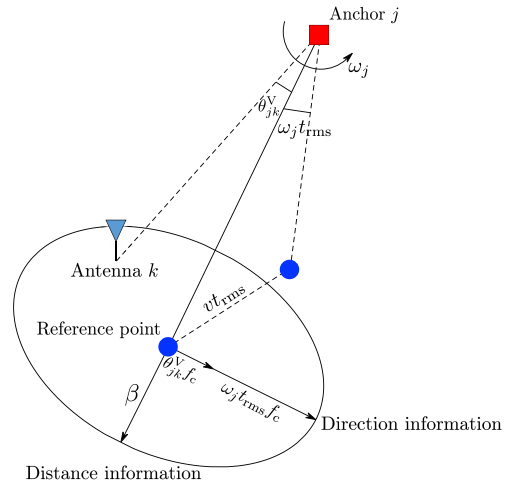 Anchor j
ω_j
θ^V_{jk}
ω_j t_rms
Antenna k
v t_rms
Reference point
θ^V_{jk} f_c
β
ω_j t_rms f_c
Direction information
Distance information